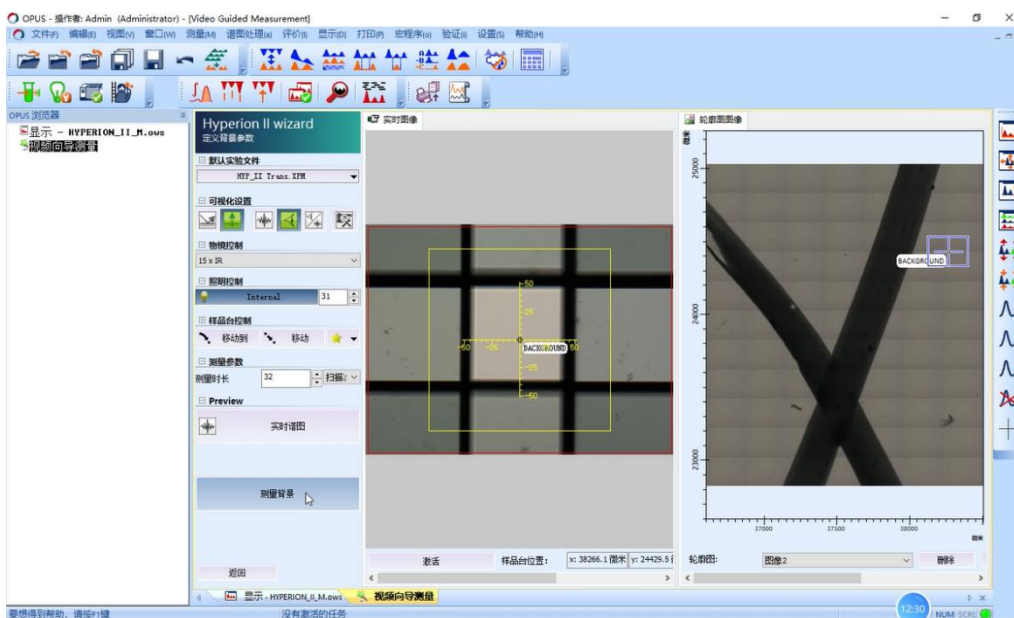 OPUS - 操作者: Admin (Administrator) - [Video Guided Measurement]
文件(F) 编辑(E) 视图(V) 窗口(W) 测量(M) 谱图处理(a) 评价(i) 显示(D) 打印(P) 宏程序(o) 验证(l) 设置(S) 帮助(H)
OPUS 浏览器
显示 - HYPERION_II_M.ows
视频向导测量
Hyperion II wizard
定义背景参数
默认实验文件
HYP_II Trans.XPM
可视化设置
物镜控制
15 x IR
照明控制
Internal 31
样品台控制
移动到 移动
测量参数
测量时长 32 扫描
Preview
实时谱图
测量背景
返回
实时图像
50
25
-50 -25 BACKGROUND 50
-25
-50
激活 样品台位置: x: 38266.1 微米 y: 24429.5
轮廓图图像
微米
25000
24000
23000
BACKGROUND
37000 37500 38000
微米
轮廓图: 图像2 删除
显示 - HYPERION_II_M.ows 视频向导测量
要想得到帮助，请按F1键 没有激活的任务 12:30 NUM SCRL